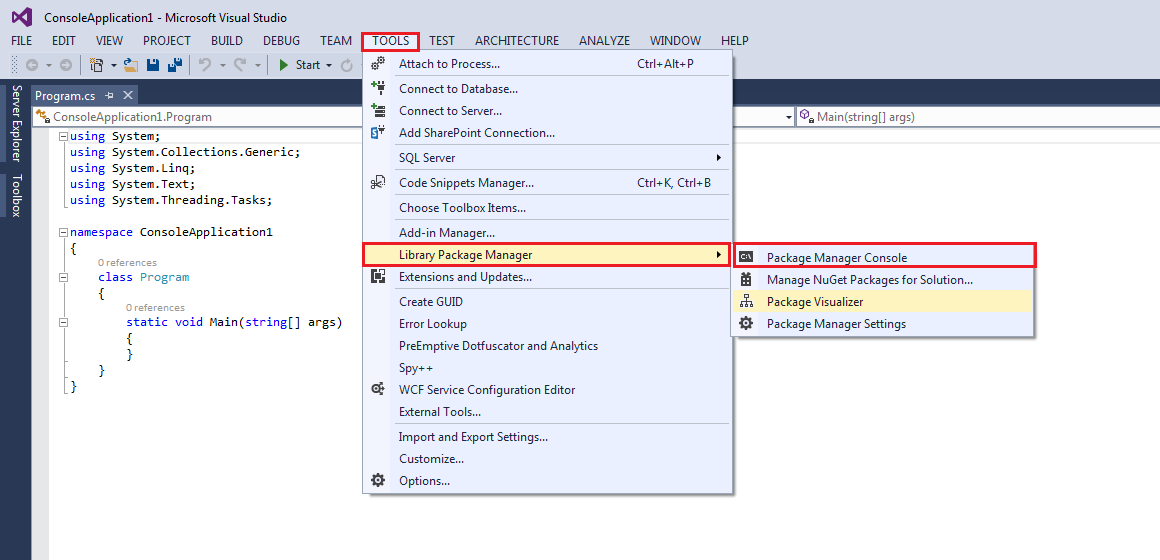 ConsoleApplication1 - Microsoft Visual Studio
FILE EDIT VIEW PROJECT BUILD DEBUG TEAM TOOLS TEST ARCHITECTURE ANALYZE WINDOW HELP
Start
Server Explorer
Toolbox
Program.cs
ConsoleApplication1.Program
Main(string[] args)
using System;
using System.Collections.Generic;
using System.Linq;
using System.Text;
using System.Threading.Tasks;
namespace ConsoleApplication1
{
0 references
class Program
{
0 references
static void Main(string[] args)
{
}
}
}
Attach to Process... Ctrl+Alt+P
Connect to Database...
Connect to Server...
Add SharePoint Connection...
SQL Server
Code Snippets Manager... Ctrl+K, Ctrl+B
Choose Toolbox Items...
Add-in Manager...
Library Package Manager
Extensions and Updates...
Create GUID
Error Lookup
PreEmptive Dotfuscator and Analytics
Spy++
WCF Service Configuration Editor
External Tools...
Import and Export Settings...
Customize...
Options...
C:\
Package Manager Console
Manage NuGet Packages for Solution...
Package Visualizer
Package Manager Settings